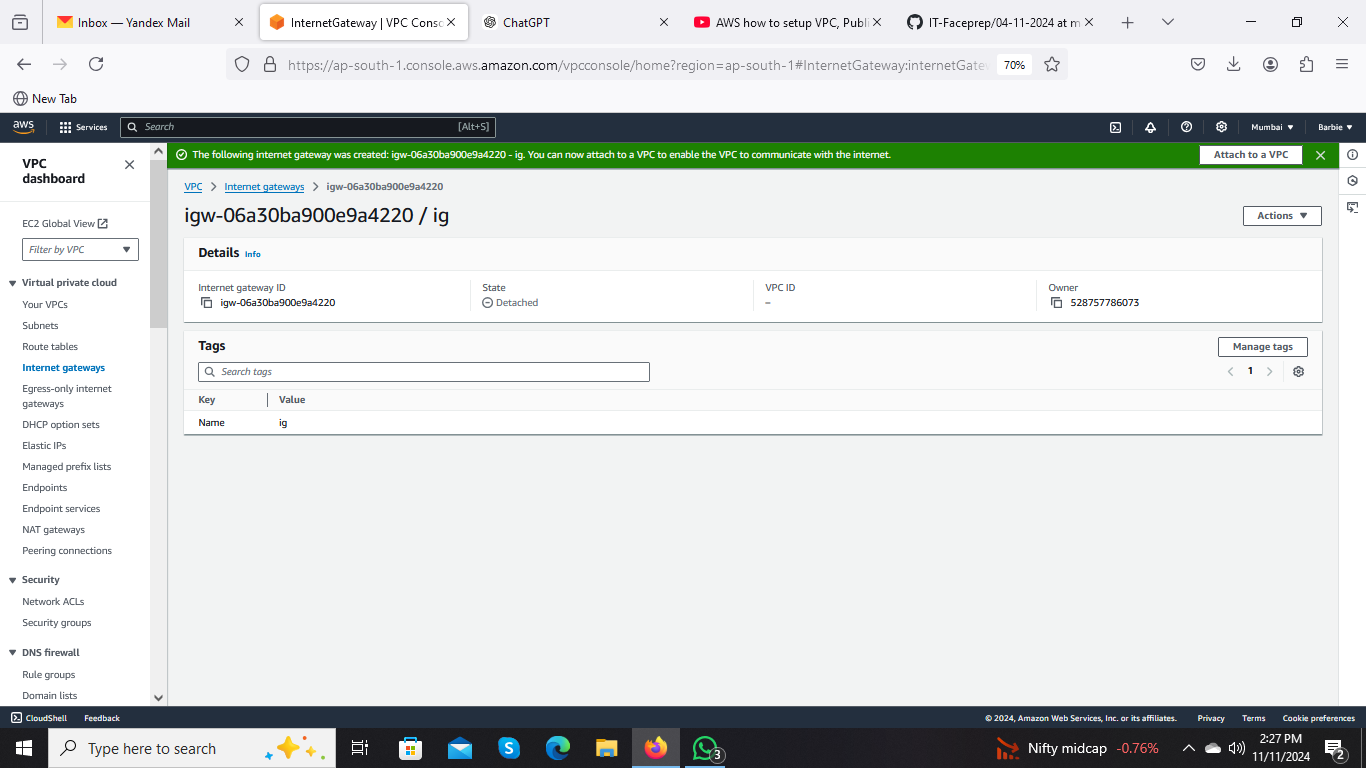 Inbox — Yandex Mail
InternetGateway | VPC Consc
ChatGPT
AWS how to setup VPC, Publi
IT-Faceprep/04-11-2024 at m
https://ap-south-1.console.aws.amazon.com/vpcconsole/home?region=ap-south-1#InternetGateway:internetGatew
70%
New Tab
aws
Services
Search
[Alt+S]
Mumbai
Barbie
VPC dashboard
EC2 Global View
Filter by VPC
Virtual private cloud
Your VPCs
Subnets
Route tables
Internet gateways
Egress-only internet
gateways
DHCP option sets
Elastic IPs
Managed prefix lists
Endpoints
Endpoint services
NAT gateways
Peering connections
Security
Network ACLs
Security groups
DNS firewall
Rule groups
Domain lists
The following internet gateway was created: igw-06a30ba900e9a4220 - ig. You can now attach to a VPC to enable the VPC to communicate with the internet.
Attach to a VPC
VPC
Internet gateways
igw-06a30ba900e9a4220
igw-06a30ba900e9a4220 / ig
Actions
Details
Info
Internet gateway ID
igw-06a30ba900e9a4220
State
Detached
VPC ID
–
Owner
528757786073
Tags
Manage tags
Search tags
1
Key
Value
Name
ig
CloudShell
Feedback
© 2024, Amazon Web Services, Inc. or its affiliates.
Privacy
Terms
Cookie preferences
Type here to search
3
Nifty midcap
-0.76%
2:27 PM
11/11/2024
2